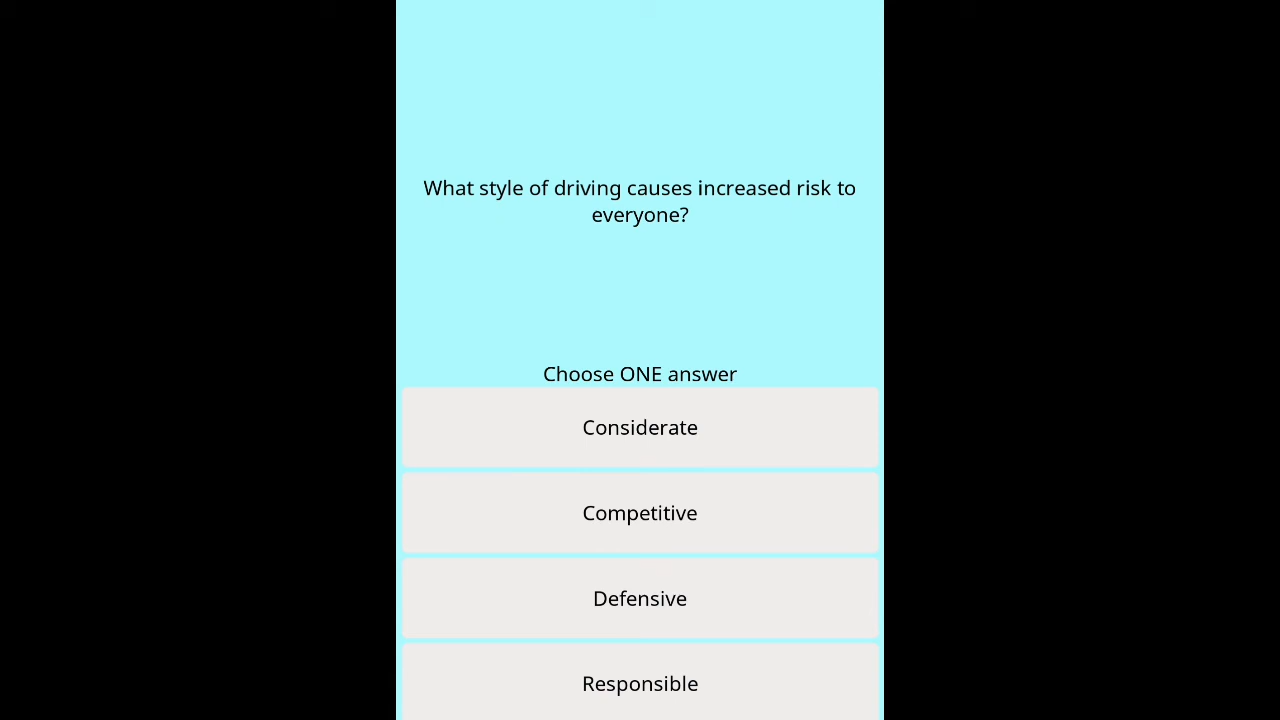 What style of driving causes increased risk to
everyone?
Choose ONE answer
Considerate
Competitive
Defensive
Responsible